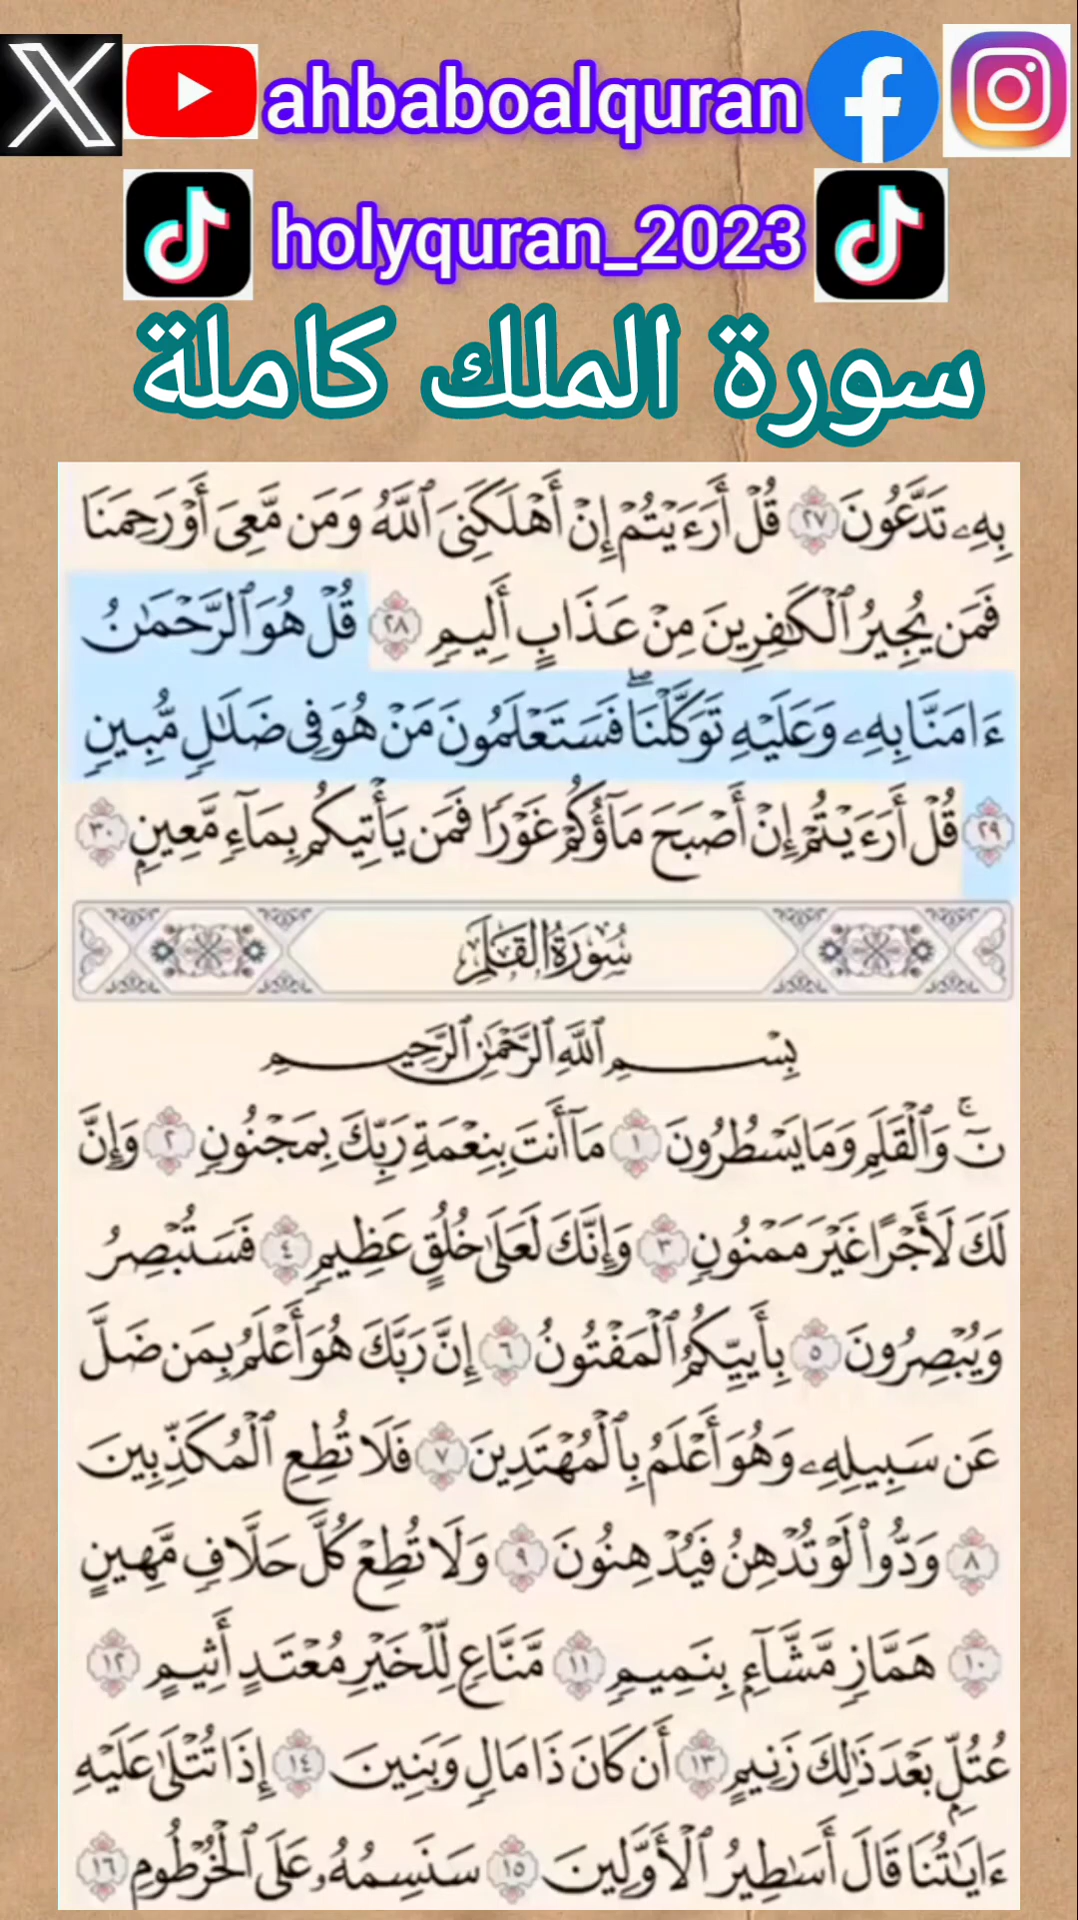 ahbaboalquran
holyquran_2023
سورة الملك كاملة
بِهِۦ تَدَّعُونَ ٢٧ قُلْ أَرَءَيْتُمْ إِنْ أَهْلَكَنِىَ ٱللَّهُ وَمَن مَّعِىَ أَوْ رَحِمَنَا
فَمَن يُجِيرُ ٱلْكَٰفِرِينَ مِنْ عَذَابٍ أَلِيمٍ ٢٨ قُلْ هُوَ ٱلرَّحْمَٰنُ
ءَامَنَّا بِهِۦ وَعَلَيْهِ تَوَكَّلْنَا ۖ فَسَتَعْلَمُونَ مَنْ هُوَ فِى ضَلَٰلٍ مُّبِينٍ
٢٩ قُلْ أَرَءَيْتُمْ إِنْ أَصْبَحَ مَآؤُكُمْ غَوْرًا فَمَن يَأْتِيكُم بِمَآءٍ مَّعِينٍ ٣٠
سُورَةُ القَلَمِ
بِسْمِ ٱللَّهِ ٱلرَّحْمَٰنِ ٱلرَّحِيمِ
نٓ ۚ وَٱلْقَلَمِ وَمَا يَسْطُرُونَ ١ مَآ أَنتَ بِنِعْمَةِ رَبِّكَ بِمَجْنُونٍ ٢ وَإِنَّ
لَكَ لَأَجْرًا غَيْرَ مَمْنُونٍ ٣ وَإِنَّكَ لَعَلَىٰ خُلُقٍ عَظِيمٍ ٤ فَسَتُبْصِرُ
وَيُبْصِرُونَ ٥ بِأَييِّكُمُ ٱلْمَفْتُونُ ٦ إِنَّ رَبَّكَ هُوَ أَعْلَمُ بِمَن ضَلَّ
عَن سَبِيلِهِۦ وَهُوَ أَعْلَمُ بِٱلْمُهْتَدِينَ ٧ فَلَا تُطِعِ ٱلْمُكَذِّبِينَ
٨ وَدُّوا۟ لَوْ تُدْهِنُ فَيُدْهِنُونَ ٩ وَلَا تُطِعْ كُلَّ حَلَّافٍ مَّهِينٍ
١٠ هَمَّازٍ مَّشَّآءٍۭ بِنَمِيمٍ ١١ مَّنَّاعٍ لِّلْخَيْرِ مُعْتَدٍ أَثِيمٍ ١٢
عُتُلٍّۭ بَعْدَ ذَٰلِكَ زَنِيمٍ ١٣ أَن كَانَ ذَا مَالٍ وَبَنِينَ ١٤ إِذَا تُتْلَىٰ عَلَيْهِ
ءَايَٰتُنَا قَالَ أَسَٰطِيرُ ٱلْأَوَّلِينَ ١٥ سَنَسِمُهُۥ عَلَى ٱلْخُرْطُومِ ١٦